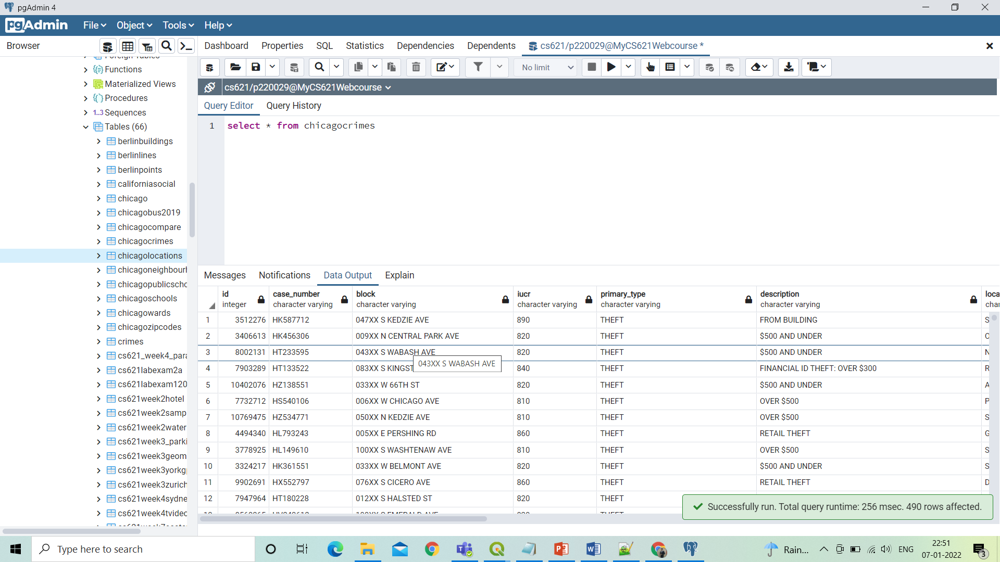 pgAdmin 4
pgAdmin File Object Tools Help
Browser
Dashboard Properties SQL Statistics Dependencies Dependents cs621/p220029@MyCS621Webcourse *
No limit
cs621/p220029@MyCS621Webcourse
Query Editor Query History
1 select * from chicagocrimes
Functions
Materialized Views
Procedures
1..3 Sequences
Tables (66)
berlinbuildings
berlinlines
berlinpoints
californiasocial
chicago
chicagobus2019
chicagocompare
chicagocrimes
chicagolocations
chicagoneighbourh
chicagopublicscho
chicagoschools
chicagowards
chicagozipcodes
crimes
cs621_week4_para
cs621labexam2a
cs621labexam120
cs621week2hotel
cs621week2samp
cs621week2water
cs621week3_parki
cs621week3geom
cs621week3yorkgp
cs621week3zurich
cs621week4sydne
cs621week4tvided
Messages Notifications Data Output Explain
id case_number block iucr primary_type description loca
integer character varying character varying character varying character varying character varying char
1 3512276 HK587712 047XX S KEDZIE AVE 890 THEFT FROM BUILDING S
2 3406613 HK456306 009XX N CENTRAL PARK AVE 820 THEFT $500 AND UNDER
3 8002131 HT233595 043XX S WABASH AVE 820 THEFT $500 AND UNDER N
043XX S WABASH AVE
4 7903289 HT133522 083XX S KINGST 840 THEFT FINANCIAL ID THEFT: OVER $300 R
5 10402076 HZ138551 033XX W 66TH ST 820 THEFT $500 AND UNDER A
6 7732712 HS540106 006XX W CHICAGO AVE 810 THEFT OVER $500 P
7 10769475 HZ534771 050XX N KEDZIE AVE 810 THEFT OVER $500 S
8 4494340 HL793243 005XX E PERSHING RD 860 THEFT RETAIL THEFT G
9 3778925 HL149610 100XX S WASHTENAW AVE 810 THEFT OVER $500 S
10 3324217 HK361551 033XX W BELMONT AVE 820 THEFT $500 AND UNDER S
11 9902691 HX552797 076XX S CICERO AVE 860 THEFT RETAIL THEFT D
12 7947964 HT180228 012XX S HALSTED ST 820 THEFT
Successfully run. Total query runtime: 256 msec. 490 rows affected.
Type here to search
Rain... ENG
22:51
07-01-2022
3